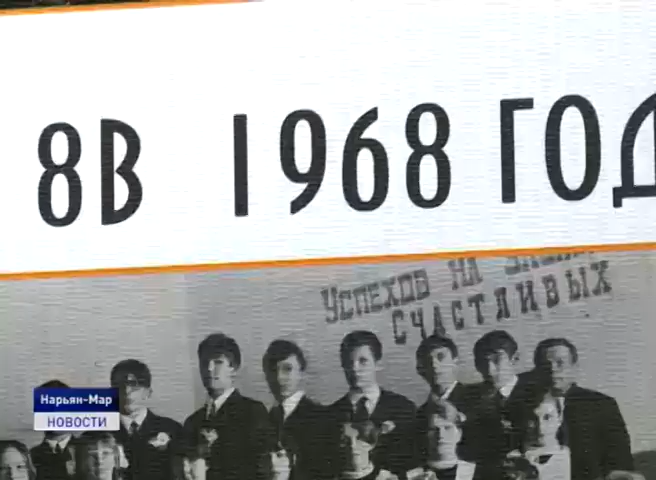 8В 1968 ГОД
УСПЕХОВ НА
СЧАСТЛИВЫХ
Нарьян-Мар
НОВОСТИ